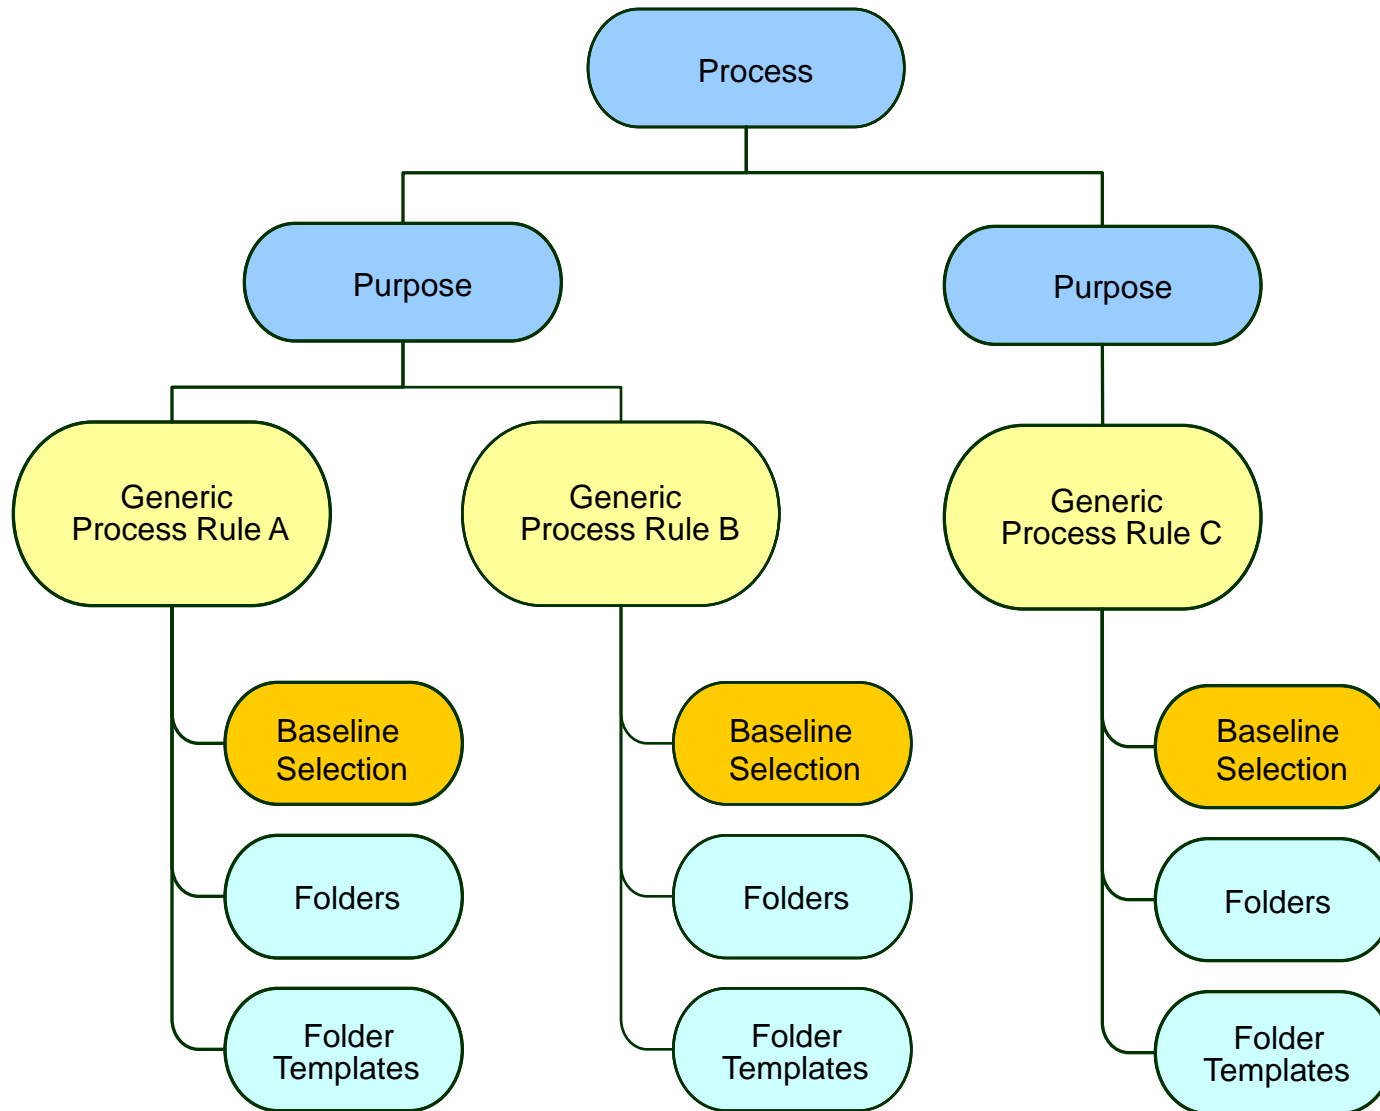 Process
Purpose
Purpose
Generic
Process Rule A
Generic
Process Rule B
Generic
Process Rule C
Baseline
Selection
Baseline
Selection
Baseline
Selection
Folders
Folders
Folders
Folder
Templates
Folder
Templates
Folder
Templates